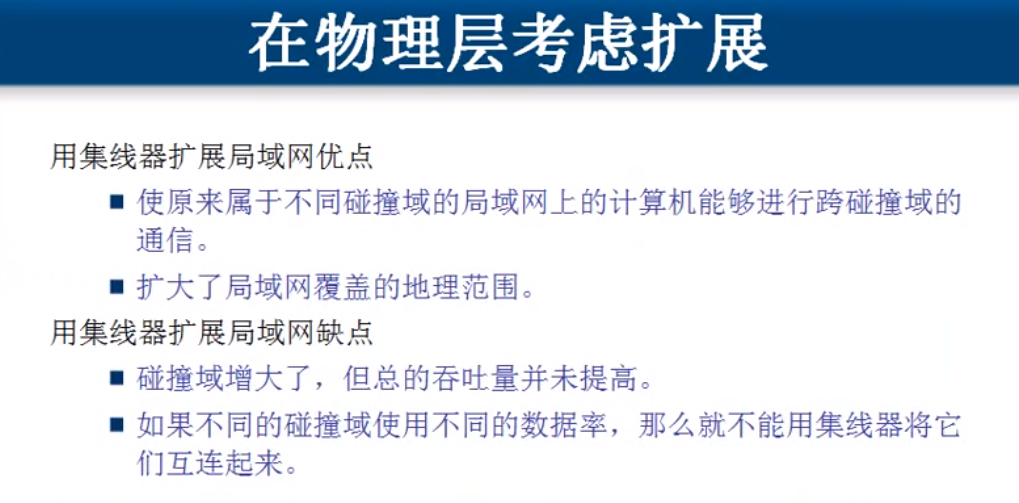 在物理层考虑扩展
用集线器扩展局域网优点
■ 使原来属于不同碰撞域的局域网上的计算机能够进行跨碰撞域的
通信。
■ 扩大了局域网覆盖的地理范围。
用集线器扩展局域网缺点
■ 碰撞域增大了，但总的吞吐量并未提高。
■ 如果不同的碰撞域使用不同的数据率，那么就不能用集线器将它
们互连起来。